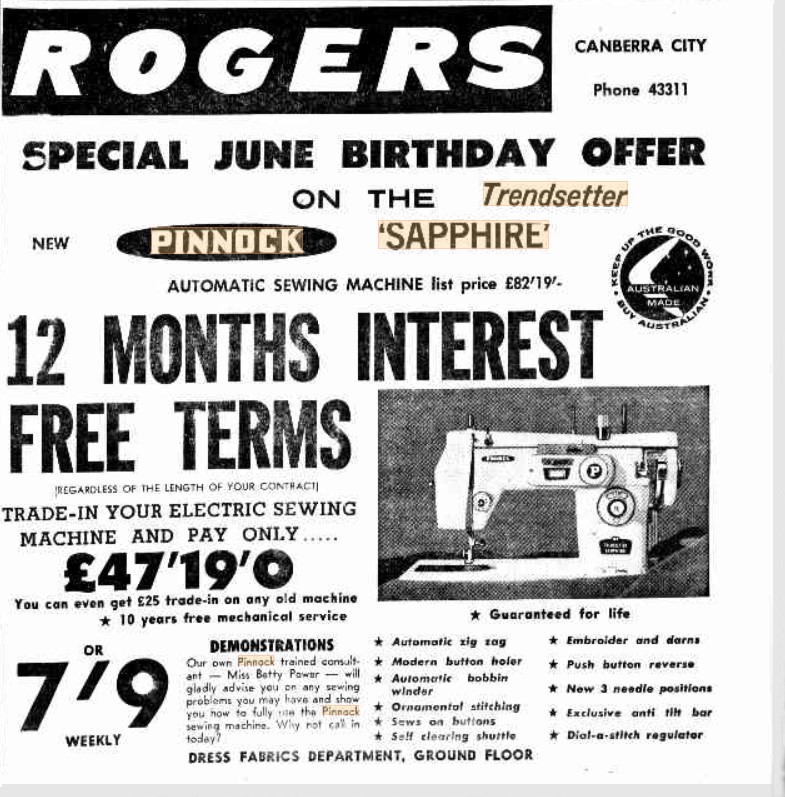 ROGERS
CANBERRA CITY
Phone 43311
SPECIAL JUNE BIRTHDAY OFFER
ON THE Trendsetter
NEW PINNOCK 'SAPPHIRE'
AUTOMATIC SEWING MACHINE list price £82'19'-
KEEP UP THE GOOD WORK
AUSTRALIAN
MADE
BUY AUSTRALIAN
12 MONTHS INTEREST
FREE TERMS
[REGARDLESS OF THE LENGTH OF YOUR CONTRACT]
TRADE-IN YOUR ELECTRIC SEWING
MACHINE AND PAY ONLY.....
£47'19'0
You can even get £25 trade-in on any old machine
★ 10 years free mechanical service
PINNOCK
P
★ Guaranteed for life
OR
7'9
WEEKLY
DEMONSTRATIONS
Our own Pinnock trained consult-
ant — Miss Betty Power — will
gladly advise you on any sewing
problems you may have and show
you how to fully use the Pinnock
sewing machine. Why not call in
today?
★ Automatic zig zag
★ Modern button holer
★ Automatic bobbin
winder
★ Ornamental stitching
★ Sews on buttons
★ Self clearing shuttle
★ Embroider and darns
★ Push button reverse
★ New 3 needle positions
★ Exclusive anti tilt bar
★ Dial-a-stitch regulator
DRESS FABRICS DEPARTMENT, GROUND FLOOR